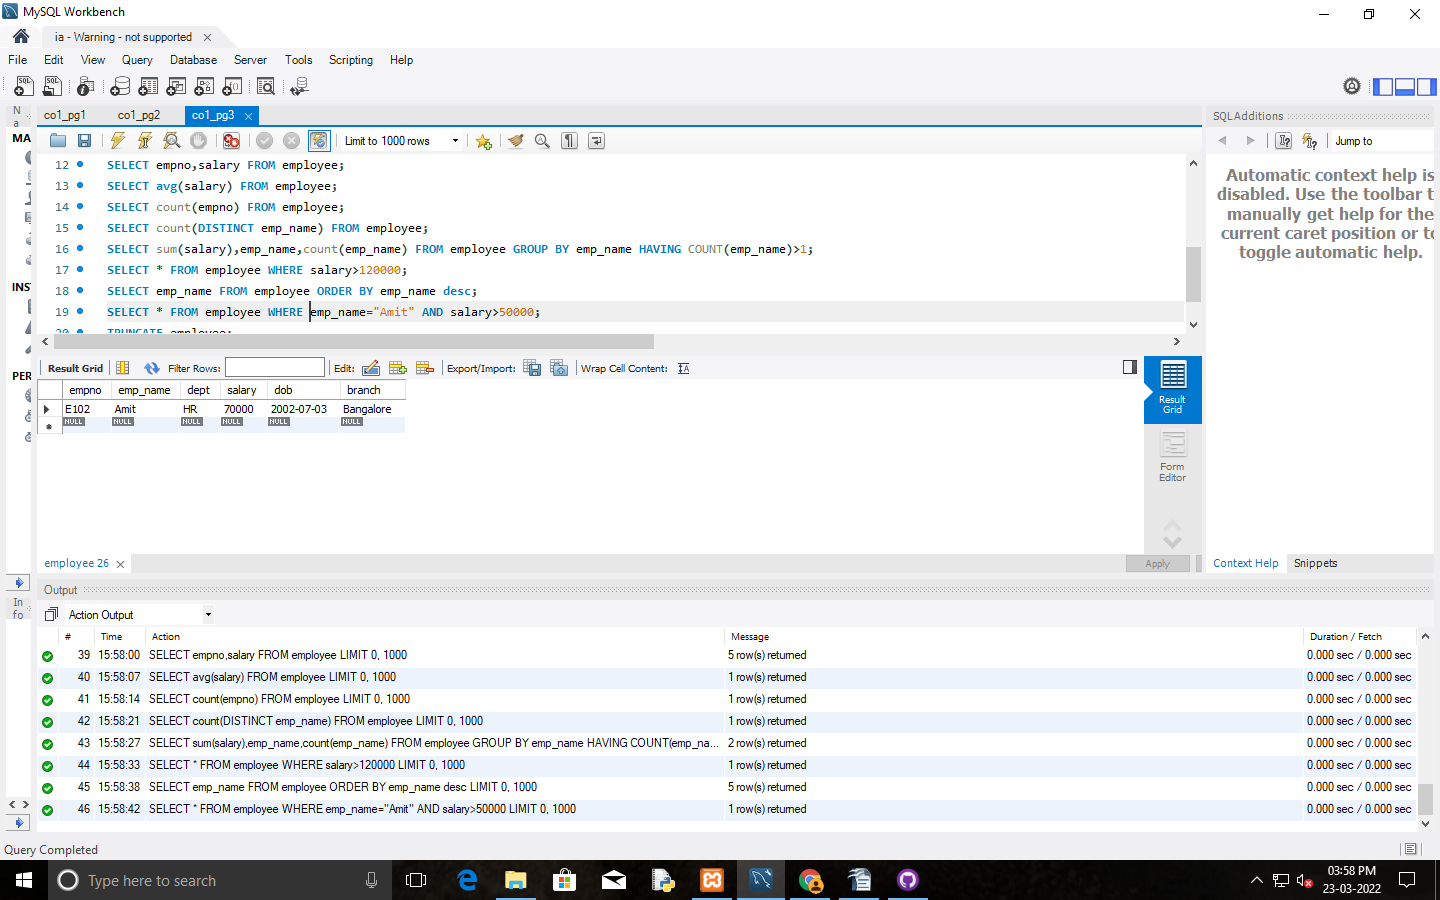 MySQL Workbench
ia - Warning - not supported
File Edit View Query Database Server Tools Scripting Help
co1_pg1 co1_pg2 co1_pg3
N
a
MA
INS
PER
In
fo
Limit to 1000 rows
12 SELECT empno,salary FROM employee;
13 SELECT avg(salary) FROM employee;
14 SELECT count(empno) FROM employee;
15 SELECT count(DISTINCT emp_name) FROM employee;
16 SELECT sum(salary),emp_name,count(emp_name) FROM employee GROUP BY emp_name HAVING COUNT(emp_name)>1;
17 SELECT * FROM employee WHERE salary>120000;
18 SELECT emp_name FROM employee ORDER BY emp_name desc;
19 SELECT * FROM employee WHERE emp_name="Amit" AND salary>50000;
20 TRUNCATE employee;
SQLAdditions
Jump to
Automatic context help is
disabled. Use the toolbar t
manually get help for the
current caret position or to
toggle automatic help.
Result Grid Filter Rows: Edit: Export/Import: Wrap Cell Content:
empno emp_name dept salary dob branch
E102 Amit HR 70000 2002-07-03 Bangalore
NULL NULL NULL NULL NULL NULL
Result
Grid
Form
Editor
employee 26
Apply
Context Help Snippets
Output
Action Output
# Time Action Message Duration / Fetch
39 15:58:00 SELECT empno,salary FROM employee LIMIT 0, 1000 5 row(s) returned 0.000 sec / 0.000 sec
40 15:58:07 SELECT avg(salary) FROM employee LIMIT 0, 1000 1 row(s) returned 0.000 sec / 0.000 sec
41 15:58:14 SELECT count(empno) FROM employee LIMIT 0, 1000 1 row(s) returned 0.000 sec / 0.000 sec
42 15:58:21 SELECT count(DISTINCT emp_name) FROM employee LIMIT 0, 1000 1 row(s) returned 0.000 sec / 0.000 sec
43 15:58:27 SELECT sum(salary),emp_name,count(emp_name) FROM employee GROUP BY emp_name HAVING COUNT(emp_na... 2 row(s) returned 0.000 sec / 0.000 sec
44 15:58:33 SELECT * FROM employee WHERE salary>120000 LIMIT 0, 1000 1 row(s) returned 0.000 sec / 0.000 sec
45 15:58:38 SELECT emp_name FROM employee ORDER BY emp_name desc LIMIT 0, 1000 5 row(s) returned 0.000 sec / 0.000 sec
46 15:58:42 SELECT * FROM employee WHERE emp_name="Amit" AND salary>50000 LIMIT 0, 1000 1 row(s) returned 0.000 sec / 0.000 sec
Query Completed
Type here to search
03:58 PM
23-03-2022